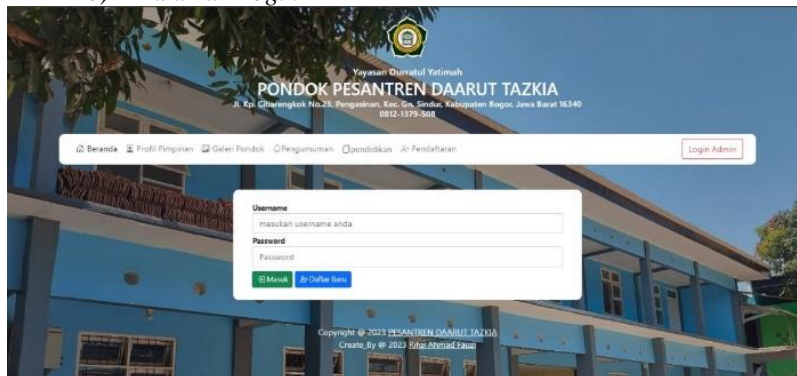 Yayasan Durratul Yatimah
PONDOK PESANTREN DAARUT TAZKIA
Jl. Kp. Cibarengkok No.23, Pengasinan, Kec. Gn. Sindur, Kabupaten Bogor, Jawa Barat 16340
0812-1379-508
Beranda Profil Pimpinan Galeri Pondok Pengumuman pendidikan Pendaftaran Login Admin
Username
masukan username anda
Password
Password
Masuk Daftar Baru
Copyright @ 2023 PESANTREN DAARUT TAZKIA
Create_By @ 2023 Rifqi Ahmad Fauzi